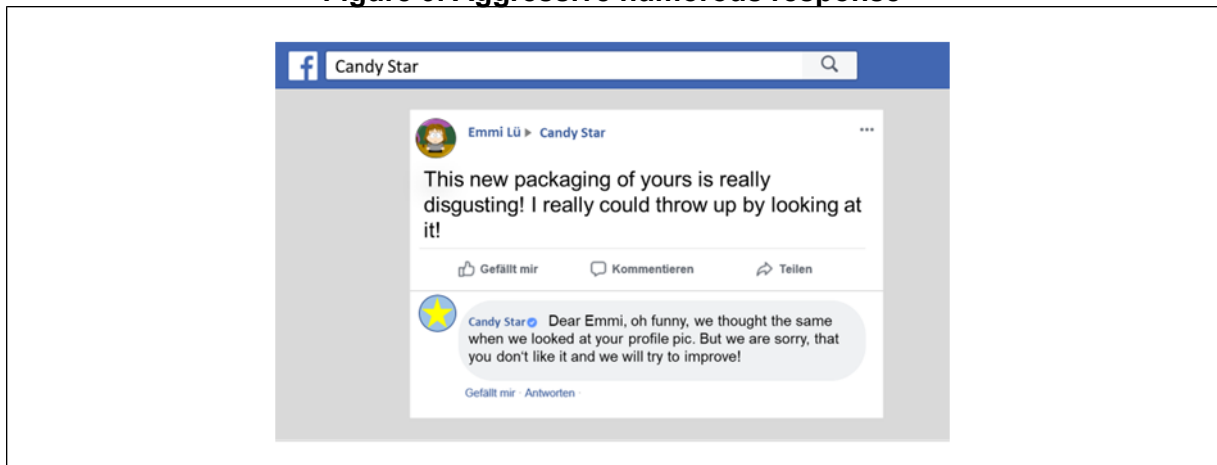 Candy Star
Emmi Lü ▸ Candy Star
This new packaging of yours is really
disgusting! I really could throw up by looking at
it!
Gefällt mir Kommentieren Teilen
Candy Star Dear Emmi, oh funny, we thought the same
when we looked at your profile pic. But we are sorry, that
you don't like it and we will try to improve!
Gefällt mir · Antworten ·